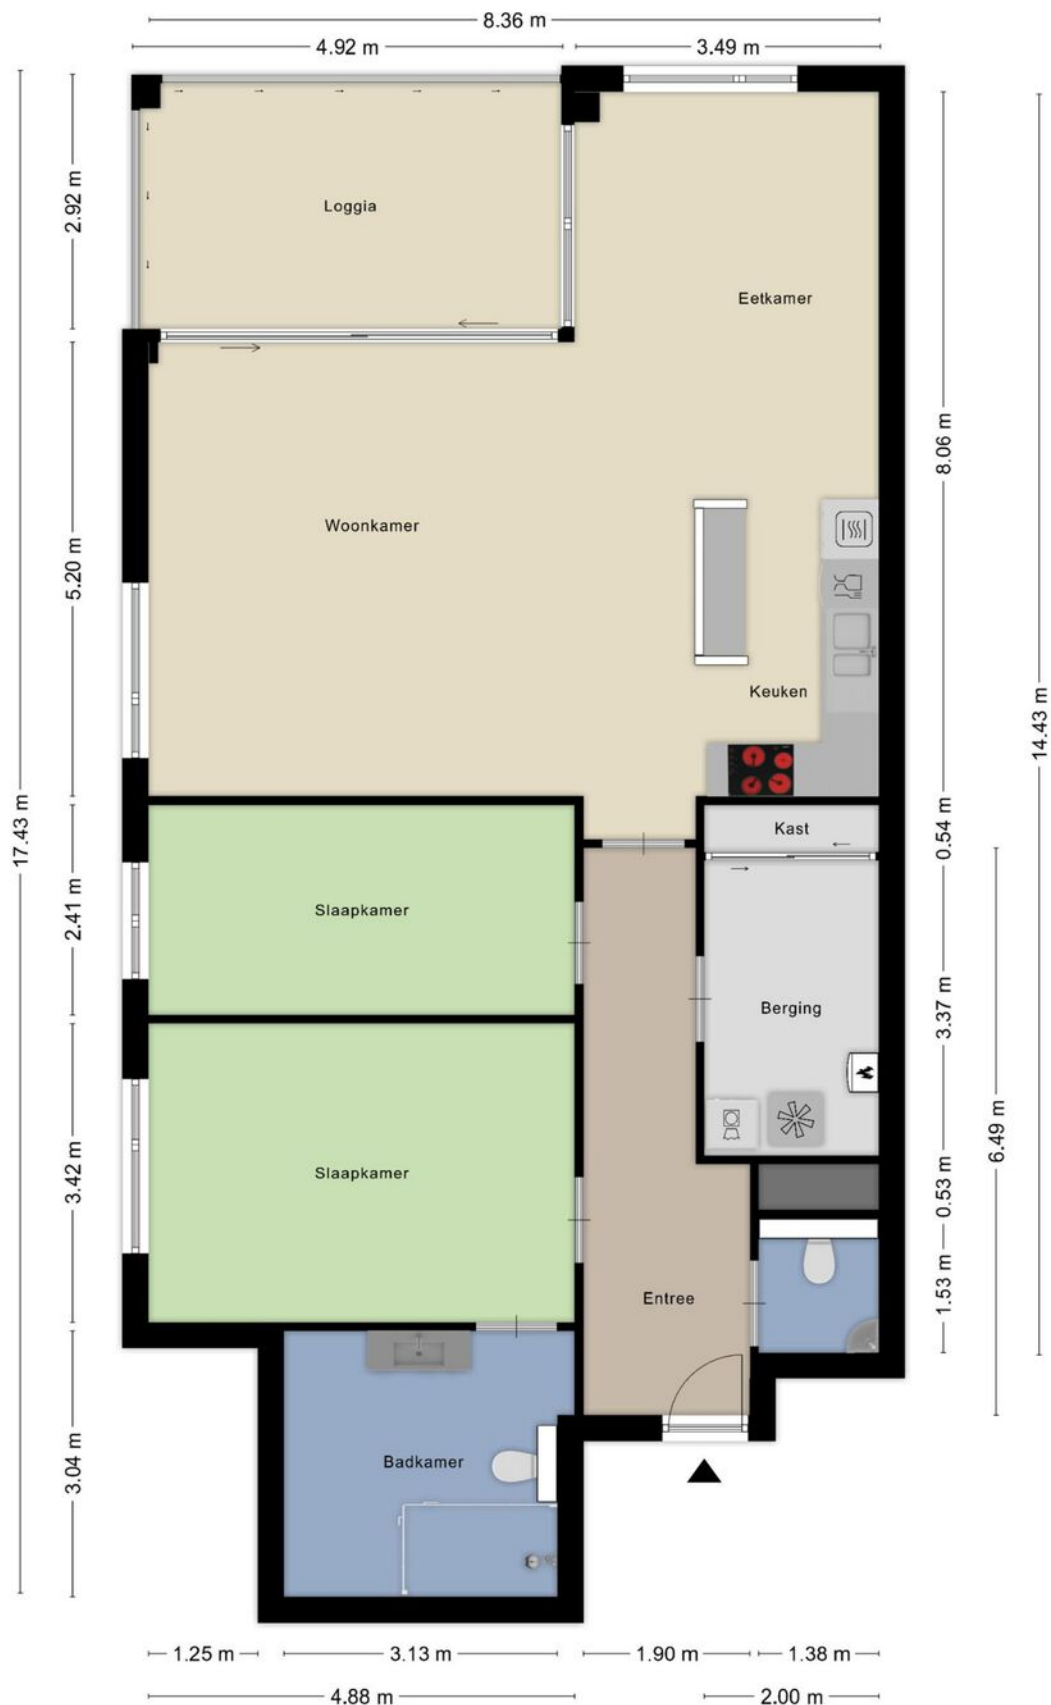 8.36 m
4.92 m
3.49 m
2.92 m
Loggia
Eetkamer
8.06 m
Woonkamer
5.20 m
Keuken
14.43 m
17.43 m
Kast
0.54 m
Slaapkamer
2.41 m
Berging
3.37 m
6.49 m
Slaapkamer
3.42 m
0.53 m
Entree
1.53 m
Badkamer
3.04 m
1.25 m
3.13 m
1.90 m
1.38 m
4.88 m
2.00 m